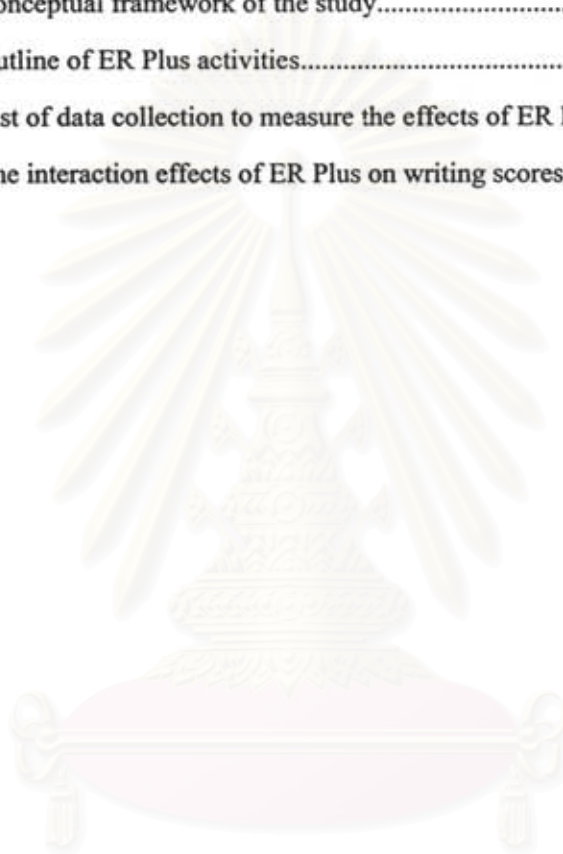 onceptual framework of the study..............................
utline of ER Plus activities..........................................
st of data collection to measure the effects of ER
ne interaction effects of ER Plus on writing scores